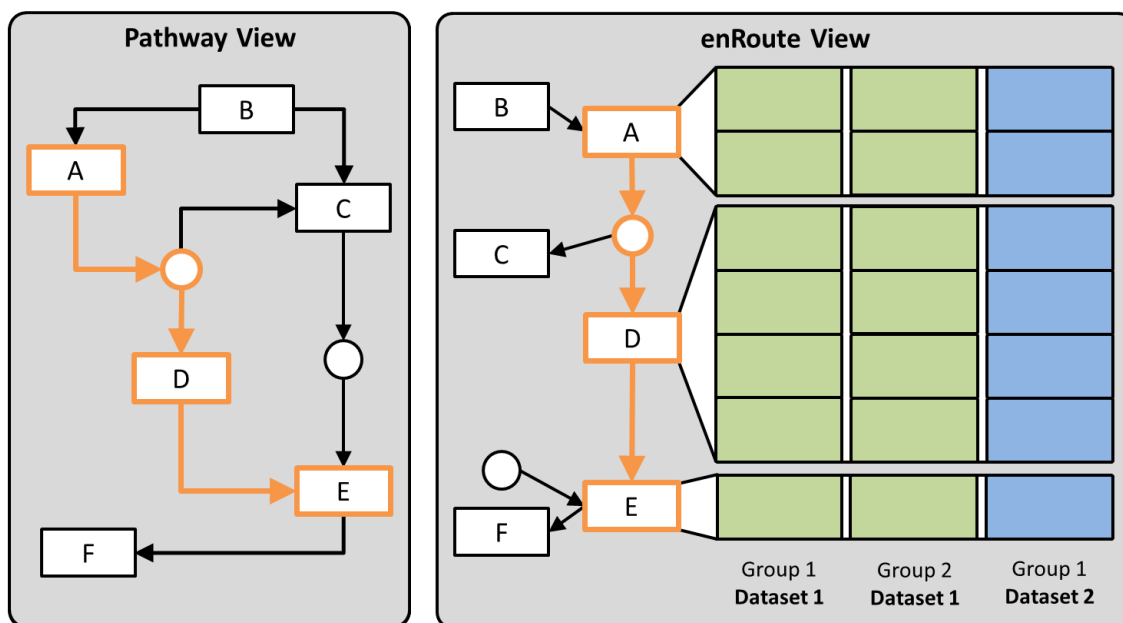 Pathway View
B
A
C
D
E
F
enRoute View
B
A
C
D
E
F
Group 1
Dataset 1
Group 2
Dataset 1
Group 1
Dataset 2